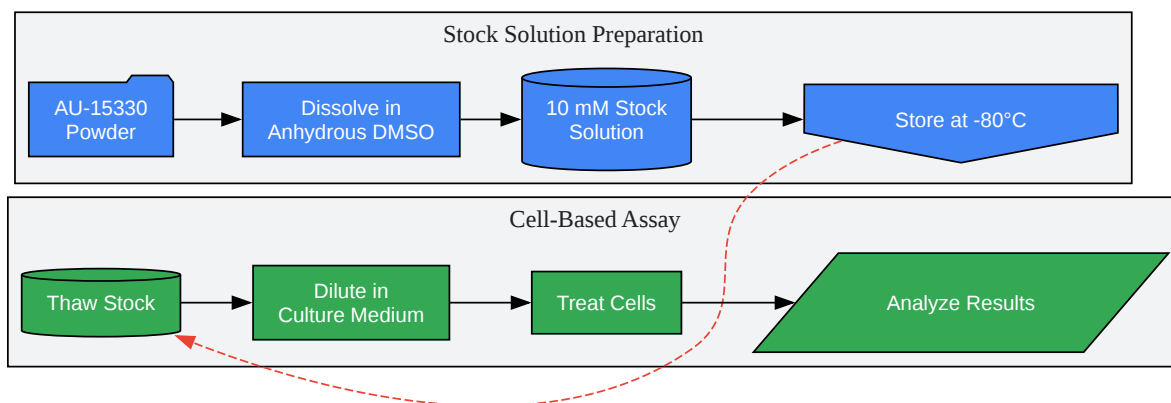 Stock Solution Preparation
AU-15330
Powder
Dissolve in
Anhydrous DMSO
10 mM Stock
Solution
Store at -80°C
Cell-Based Assay
Thaw Stock
Dilute in
Culture Medium
Treat Cells
Analyze Results